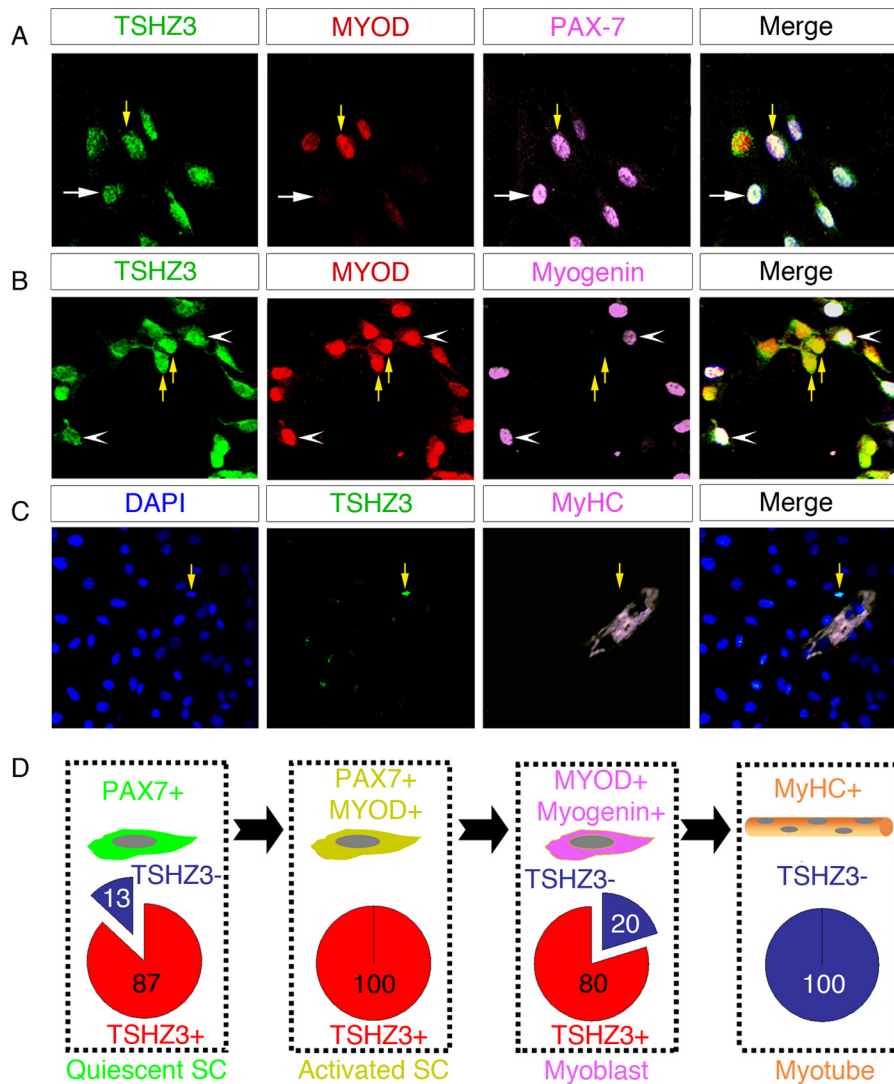 A
TSHZ3 MYOD PAX-7 Merge
B
TSHZ3 MYOD Myogenin Merge
C
DAPI TSHZ3 MyHC Merge
D
PAX7+
TSHZ3-
13
87
TSHZ3+
Quiescent SC
PAX7+
MYOD+
100
TSHZ3+
Activated SC
MYOD+
Myogenin+
TSHZ3-
20
80
TSHZ3+
Myoblast
MyHC+
TSHZ3-
100
Myotube